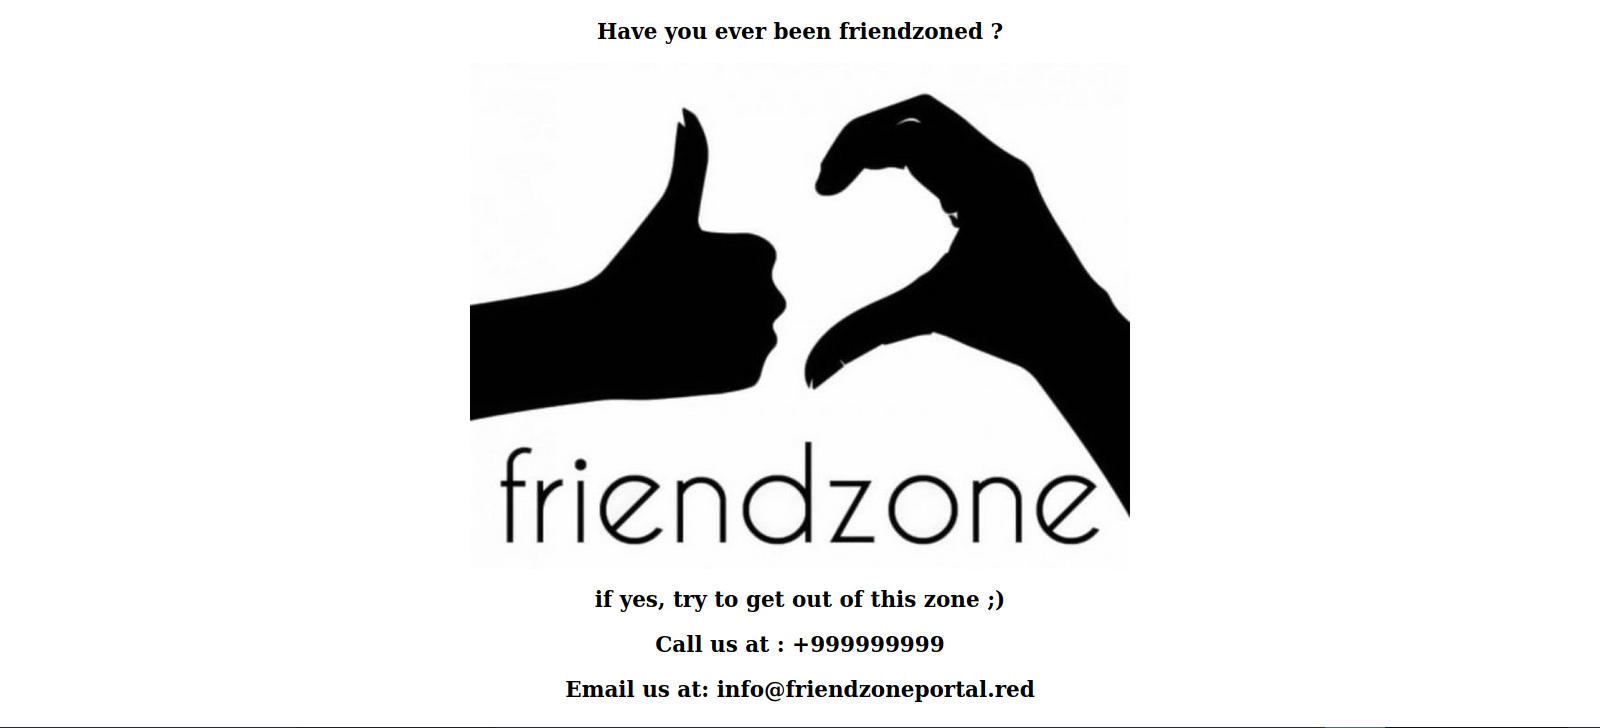 Have you ever been friendzoned ?
friendzone
if yes, try to get out of this zone ;)
Call us at : +999999999
Email us at: info@friendzoneportal.red